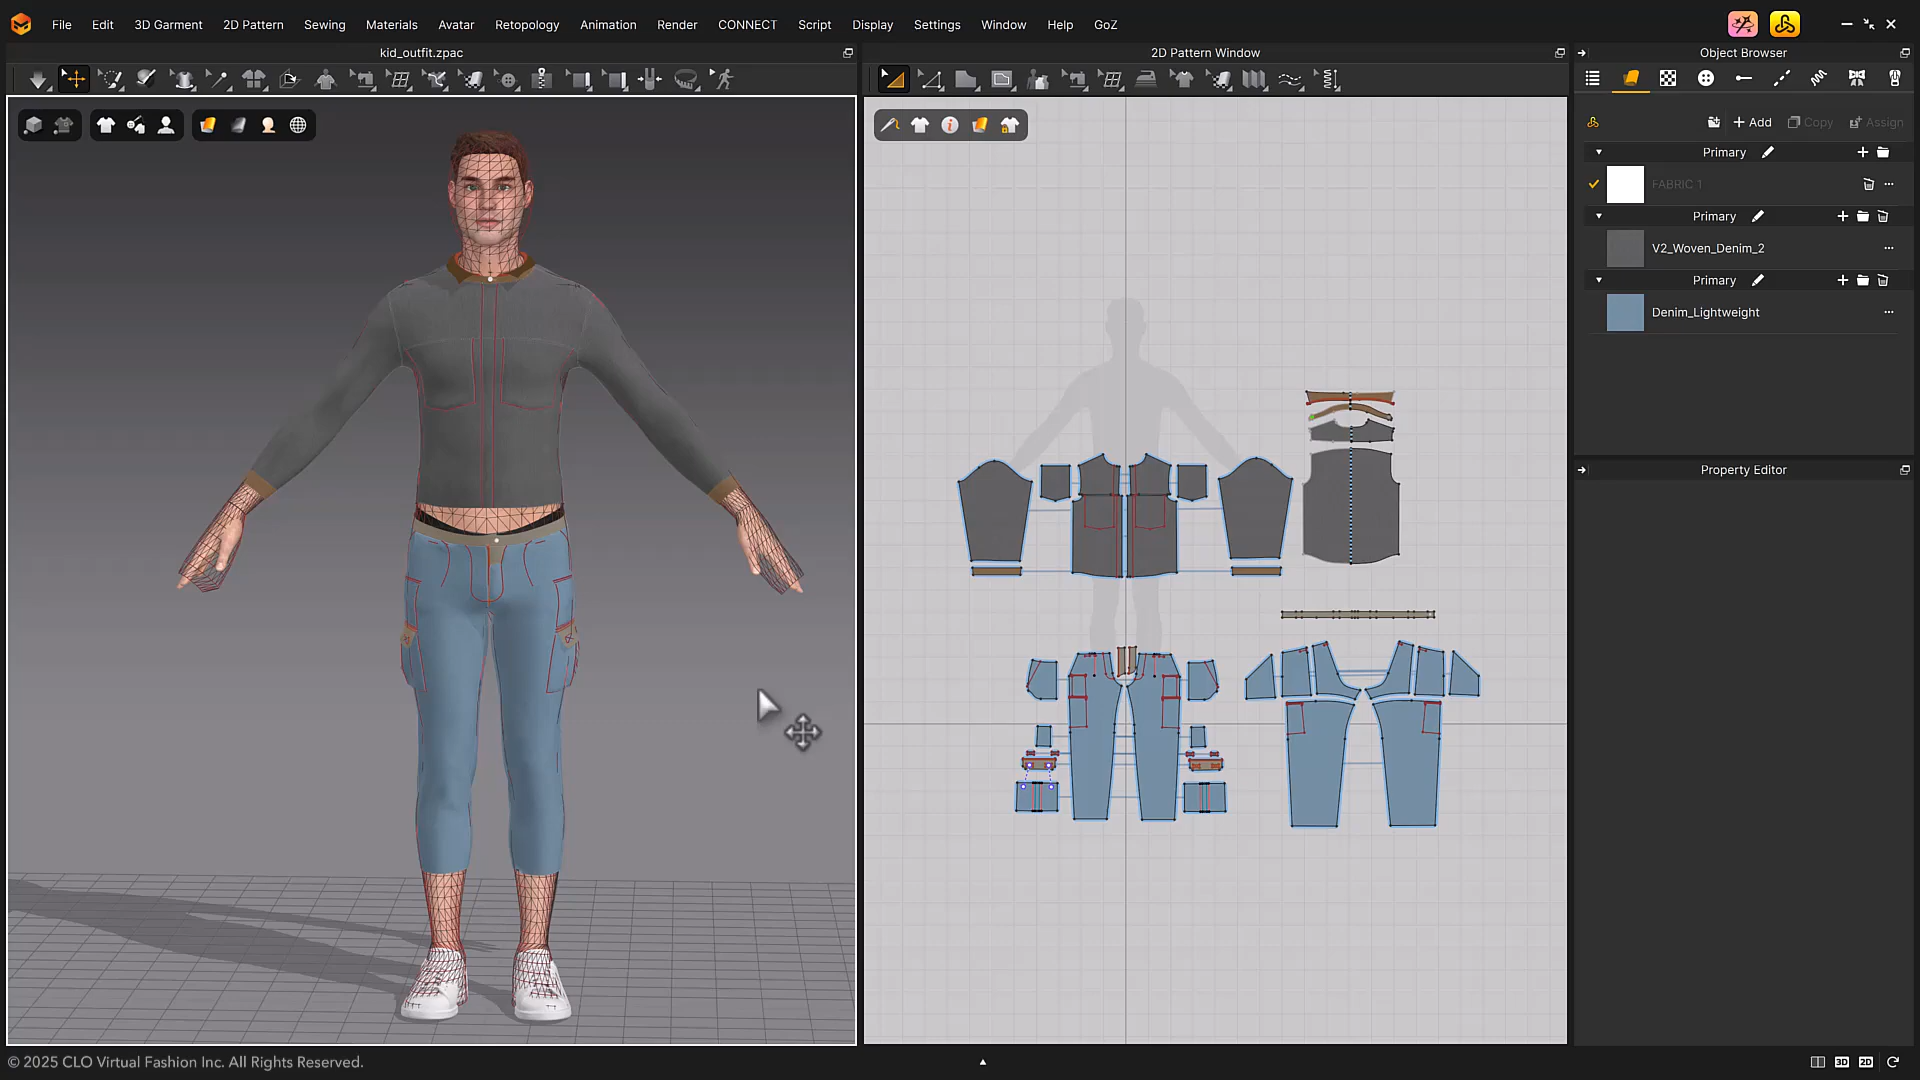 File Edit 3D Garment 2D Pattern Sewing Materials Avatar Retopology Animation Render CONNECT Script Display Settings Window Help GoZ
kid_outfit.zpac
2D Pattern Window
Object Browser
Add Copy Assign
Primary
FABRIC 1
Primary
V2_Woven_Denim_2
Primary
Denim_Lightweight
Property Editor
© 2025 CLO Virtual Fashion Inc. All Rights Reserved.
3D 2D